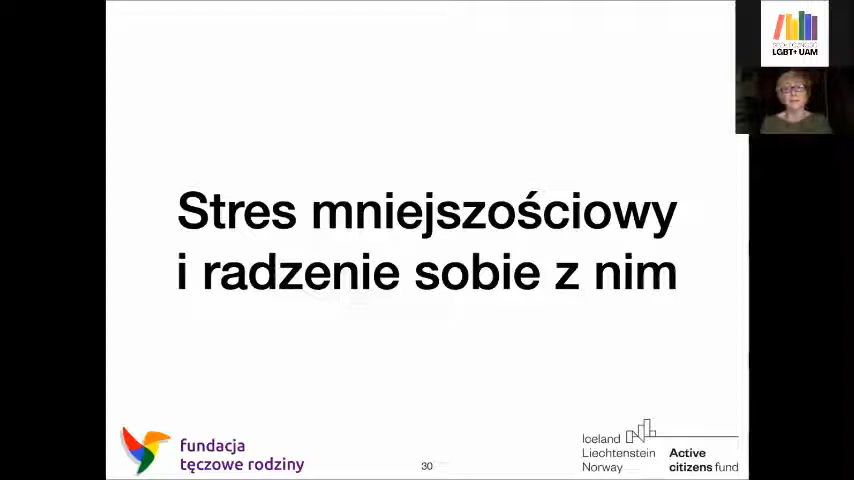 Stres mniejszościowy
i radzenie sobie z nim
fundacja
tęczowe rodziny
30
Iceland
Liechtenstein
Norway
Active
citizens fund
LGBT+ UAM